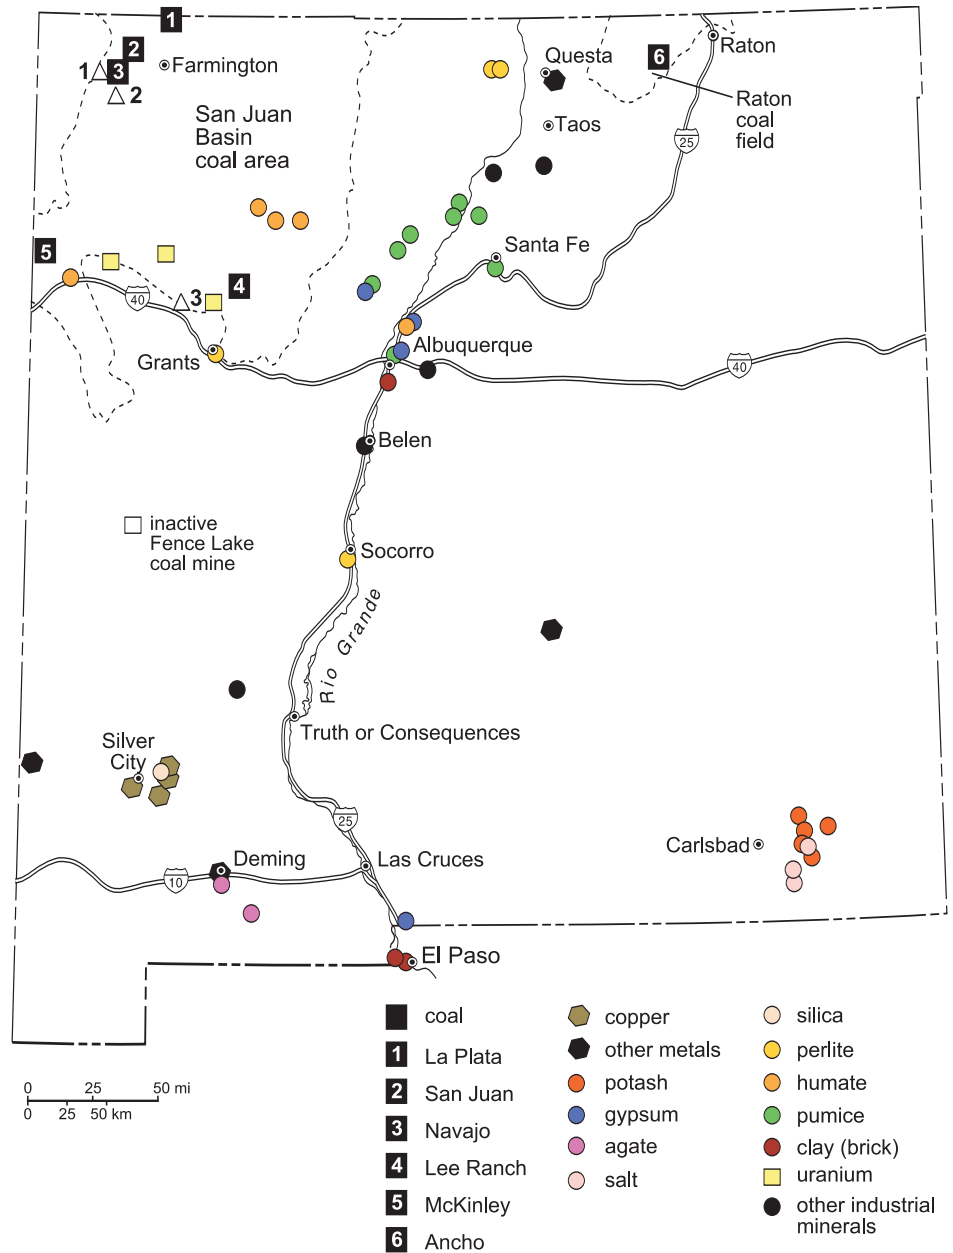 1
2
1
3
Farmington
2
San Juan
Basin
coal area
Questa
6
Raton
Raton
coal
field
Taos
25
5
4
Santa Fe
40
3
Grants
Albuquerque
40
Belen
inactive
Fence Lake
coal mine
Socorro
Rio Grande
Truth or Consequences
Silver
City
25
Carlsbad
Deming
Las Cruces
10
El Paso
0 25 50 mi
0 25 50 km
coal
1 La Plata
2 San Juan
3 Navajo
4 Lee Ranch
5 McKinley
6 Ancho
copper
other metals
potash
gypsum
agate
salt
silica
perlite
humate
pumice
clay (brick)
uranium
other industrial
minerals